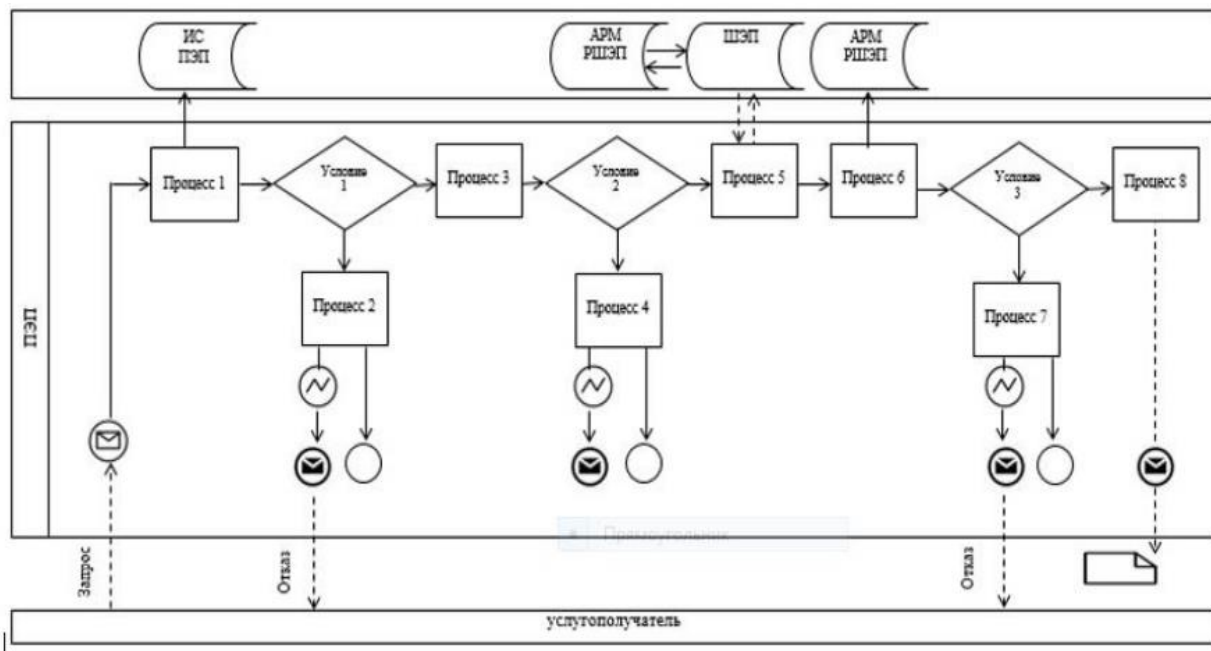 ИС
ПЭП
АРМ
РШЭП
ШЭП
АРМ
РШЭП
ПЭП
Процесс 1
Условие
1
Процесс 3
Условие
2
Процесс 5
Процесс 6
Условие
3
Процесс 8
Процесс 2
Процесс 4
Процесс 7
Прямоугольник
Запрос
Отказ
Отказ
услугополучатель